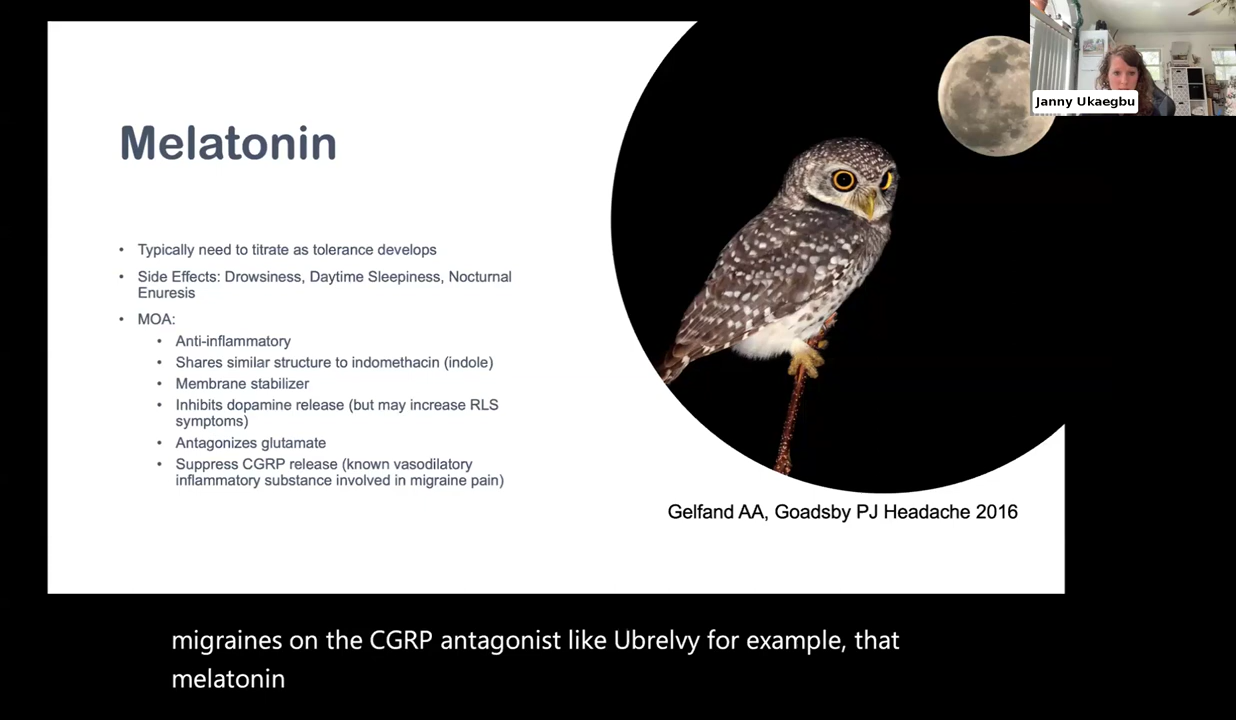 Janny Ukaegbu
Melatonin
• Typically need to titrate as tolerance develops
• Side Effects: Drowsiness, Daytime Sleepiness, Nocturnal
Enuresis
• MOA:
• Anti-inflammatory
• Shares similar structure to indomethacin (indole)
• Membrane stabilizer
• Inhibits dopamine release (but may increase RLS
symptoms)
• Antagonizes glutamate
• Suppress CGRP release (known vasodilatory
inflammatory substance involved in migraine pain)
Gelfand AA, Goadsby PJ Headache 2016
migraines on the CGRP antagonist like Ubrelvy for example, that
melatonin